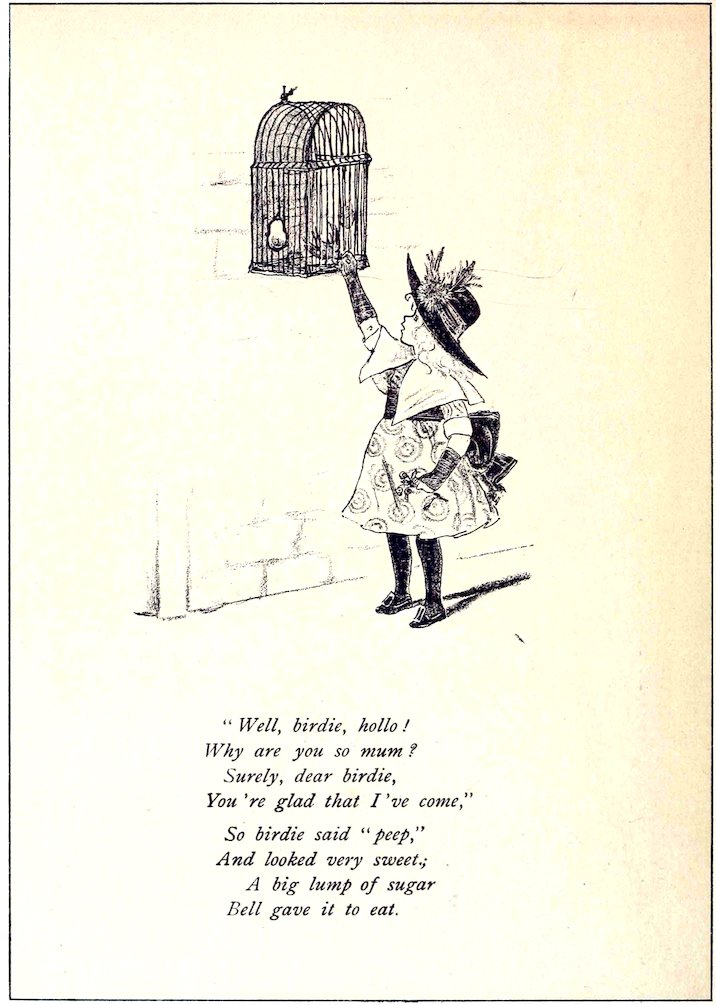 “ Well, birdie, hollo !
Why are you so mum ?
Surely, dear birdie,
You 're glad that I 've come,”
So birdie said “ peep,”
And looked very sweet.;
A big lump of sugar
Bell gave it to eat.